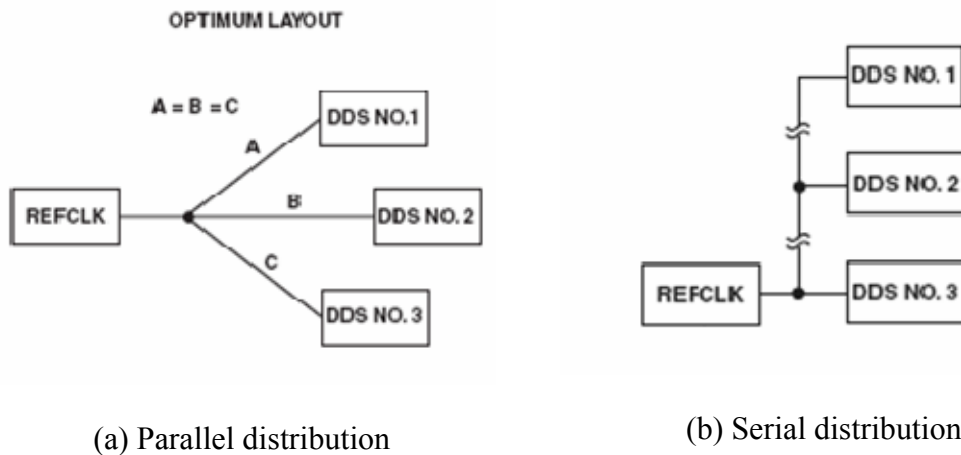 OPTIMUM LAYOUT
A = B = C
DDS NO.1
A
REFCLK
B
DDS NO. 2
C
DDS NO. 3
(a) Parallel distribution
DDS NO. 1
DDS NO. 2
REFCLK
DDS NO. 3
(b) Serial distribution